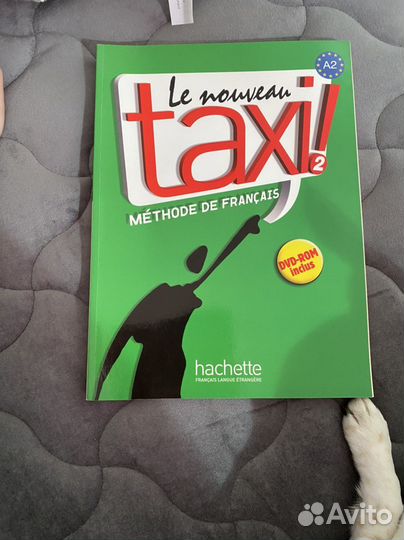 A2
Le nouveau
taxi!
2
MÉTHODE DE FRANÇAIS
DVD-ROM
inclus
hachette
FRANÇAIS LANGUE ÉTRANGÈRE
Avito